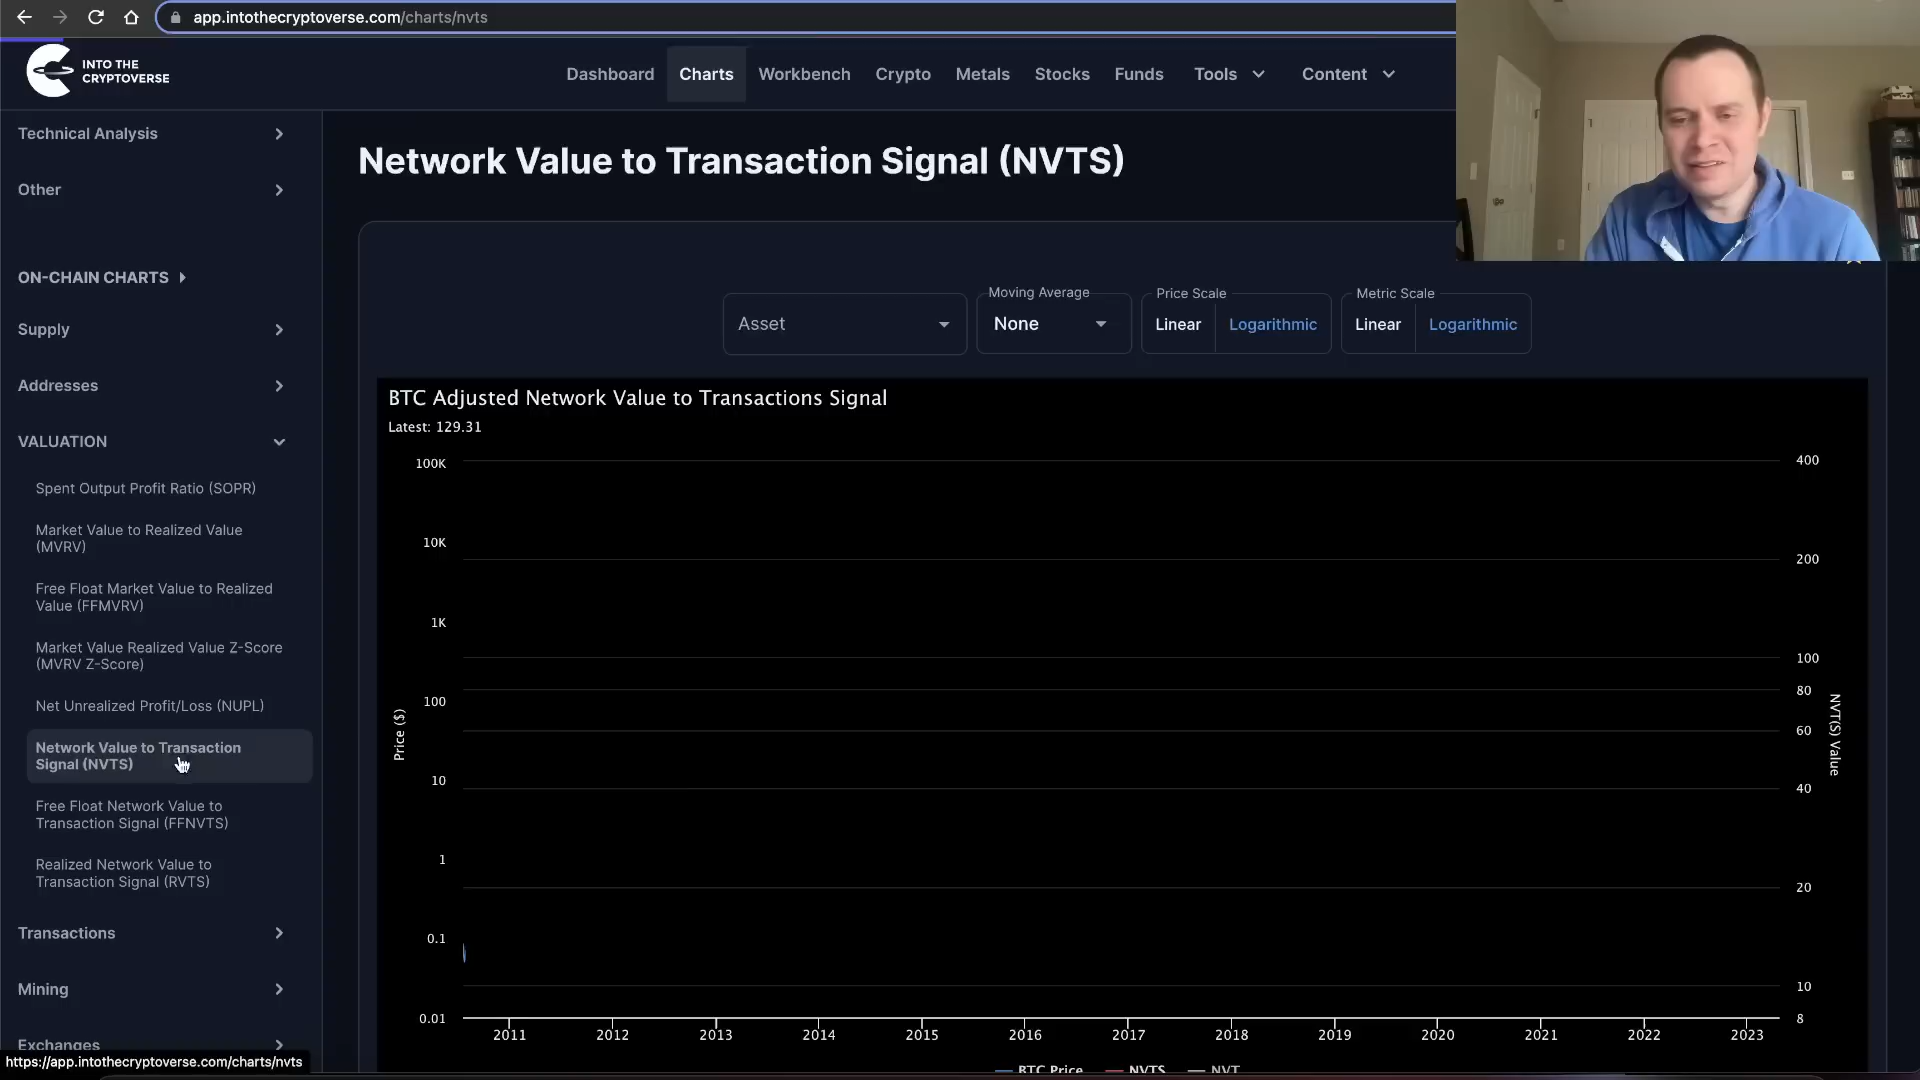 app.intothecryptoverse.com/charts/nvts
INTO THE
CRYPTOVERSE
Dashboard
Charts
Workbench
Crypto
Metals
Stocks
Funds
Tools
Content
Technical Analysis
Other
ON-CHAIN CHARTS
Supply
Addresses
VALUATION
Spent Output Profit Ratio (SOPR)
Market Value to Realized Value
(MVRV)
Free Float Market Value to Realized
Value (FFMVRV)
Market Value Realized Value Z-Score
(MVRV Z-Score)
Net Unrealized Profit/Loss (NUPL)
Network Value to Transaction
Signal (NVTS)
Free Float Network Value to
Transaction Signal (FFNVTS)
Realized Network Value to
Transaction Signal (RVTS)
Transactions
Mining
Exchanges
https://app.intothecryptoverse.com/charts/nvts
Network Value to Transaction Signal (NVTS)
Asset
Moving Average
None
Price Scale
Linear
Logarithmic
Metric Scale
Linear
Logarithmic
BTC Adjusted Network Value to Transactions Signal
Latest: 129.31
100K
10K
1K
100
10
1
0.1
0.01
Price ($)
400
200
100
80
60
40
20
10
8
NVT(S) Value
2011
2012
2013
2014
2015
2016
2017
2018
2019
2020
2021
2022
2023
BTC Price
NVTS
NVT